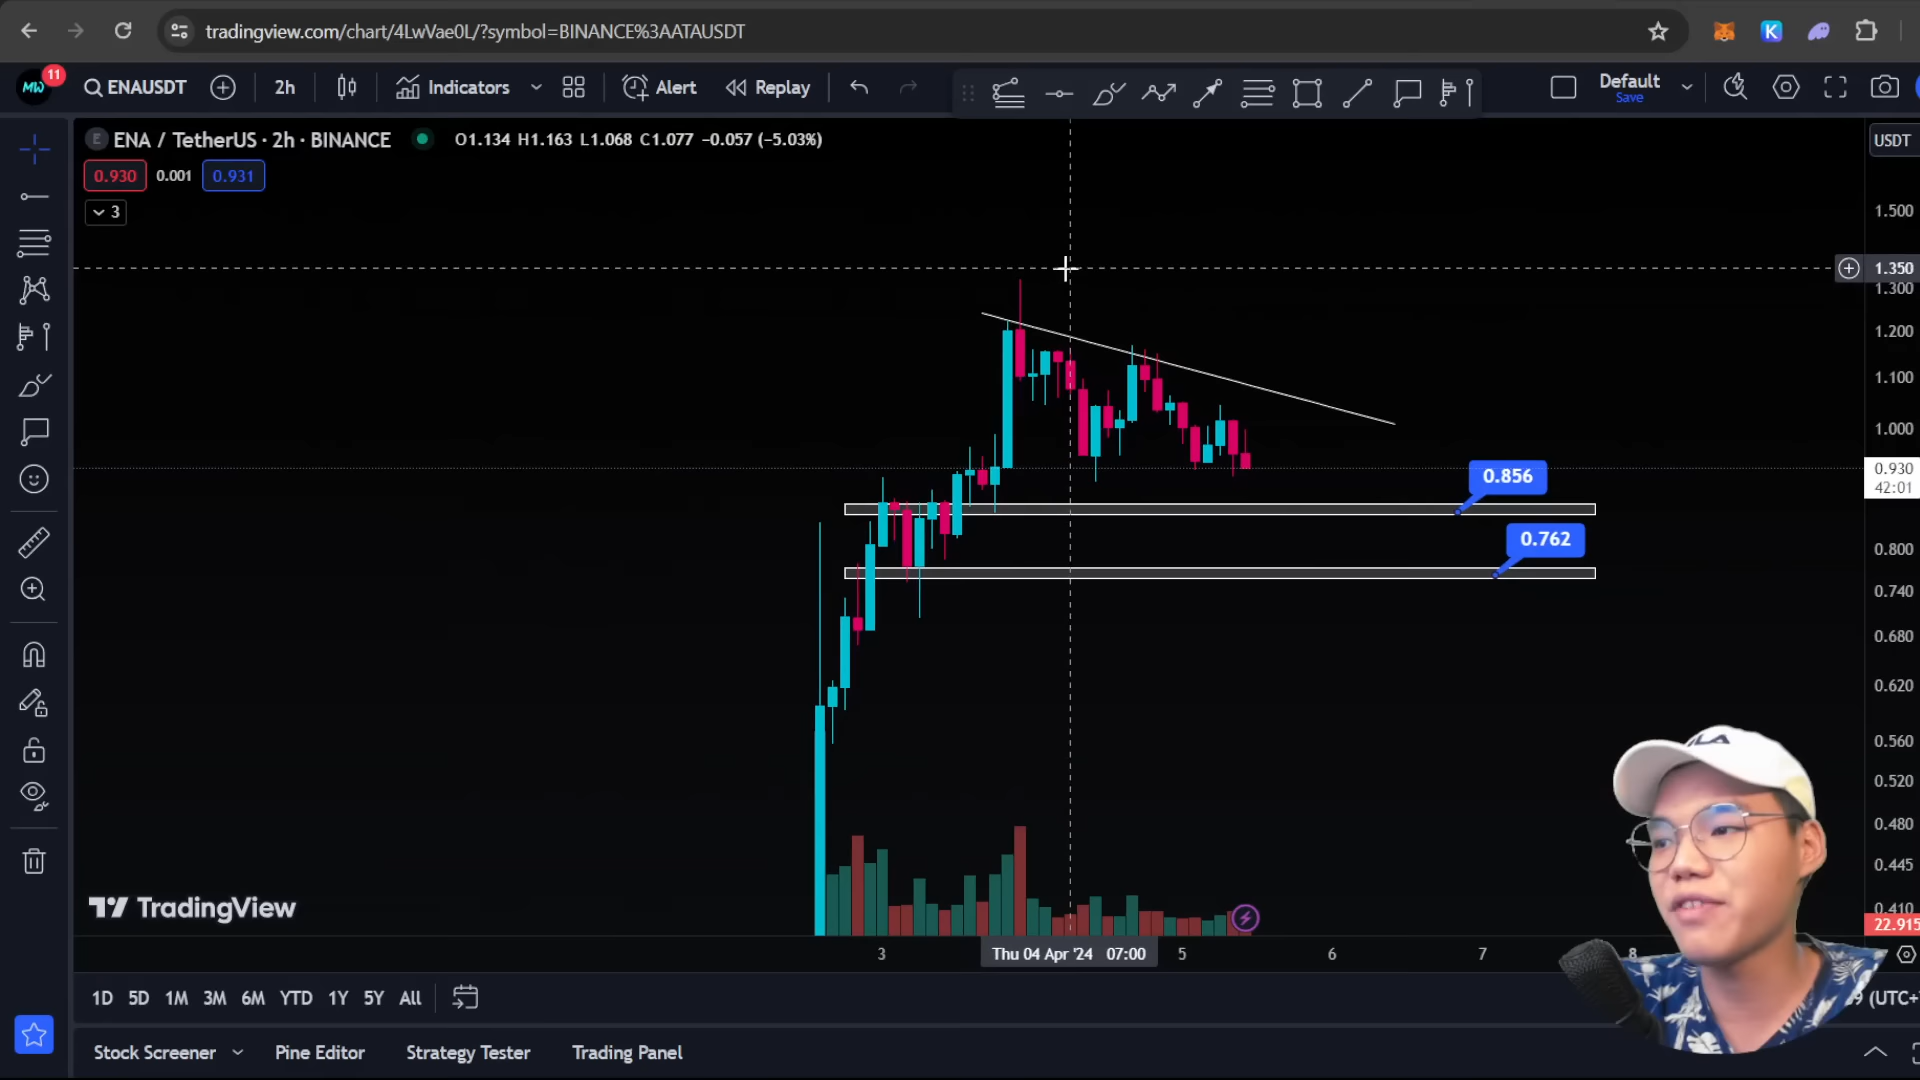 tradingview.com/chart/4LwVae0L/?symbol=BINANCE%3AATAUSDT
MW 11 ENAUSDT 2h Indicators Alert Replay Default
Save
E ENA / TetherUS · 2h · BINANCE O1.134 H1.163 L1.068 C1.077 −0.057 (−5.03%)
USDT
0.930 0.001 0.931
3
1.500
1.350
1.300
1.200
1.100
1.000
0.930
42:01
0.856
0.762
0.800
0.740
0.680
0.620
0.560
0.520
0.480
0.445
0.410
22.915
TradingView
3 Thu 04 Apr '24 07:00 5 6 7 8
1D 5D 1M 3M 6M YTD 1Y 5Y All
Stock Screener Pine Editor Strategy Tester Trading Panel